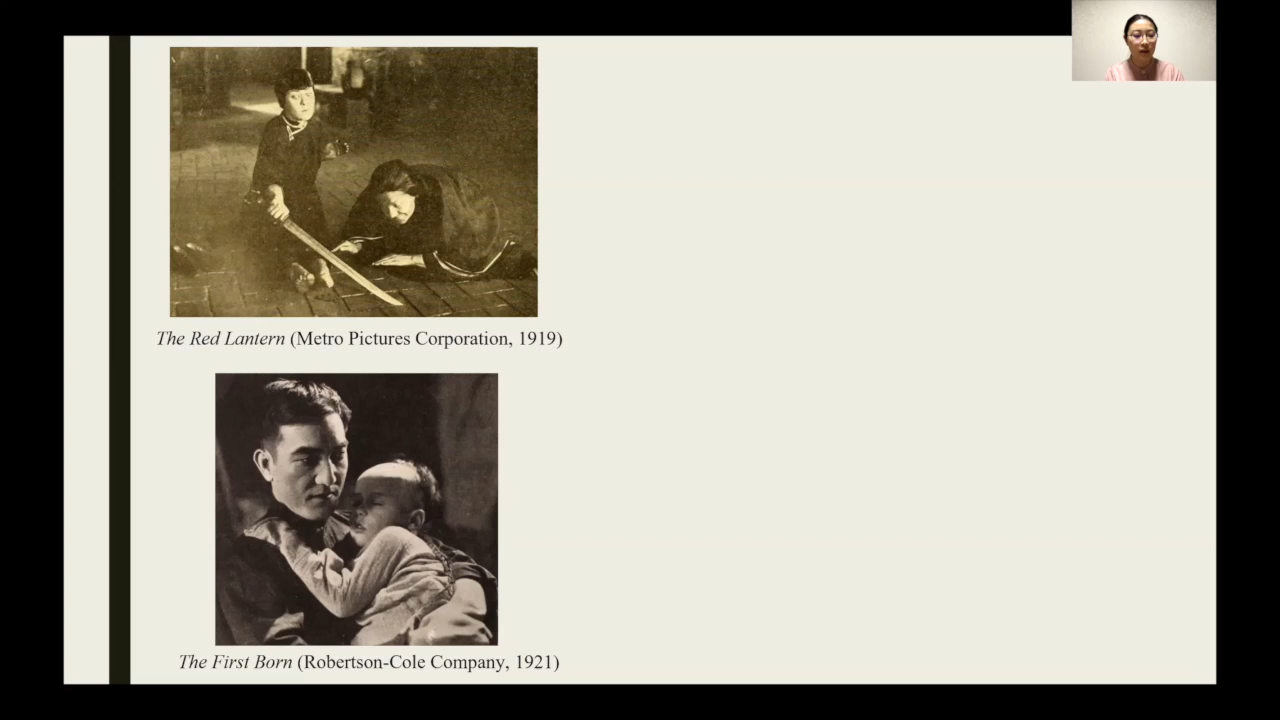 The Red Lantern (Metro Pictures Corporation, 1919)
The First Born (Robertson-Cole Company, 1921)